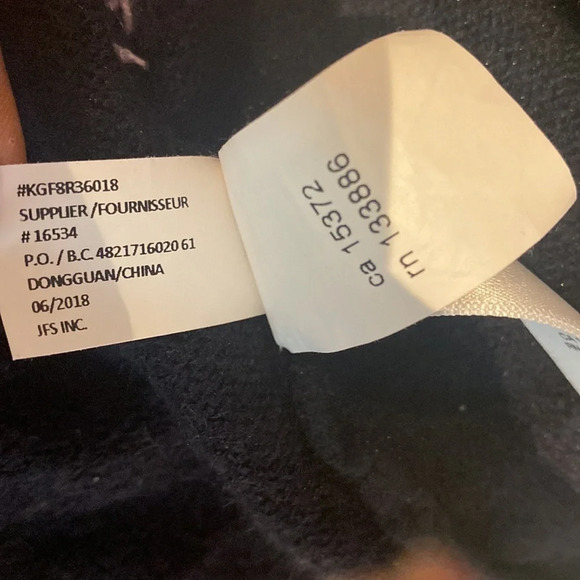 #KGF8R36018
SUPPLIER/FOURNISSEUR
# 16534
P.O. / B.C. 4821716020 61
DONGGUAN/CHINA
06/2018
JFS INC.
ca 15372
rn 133886